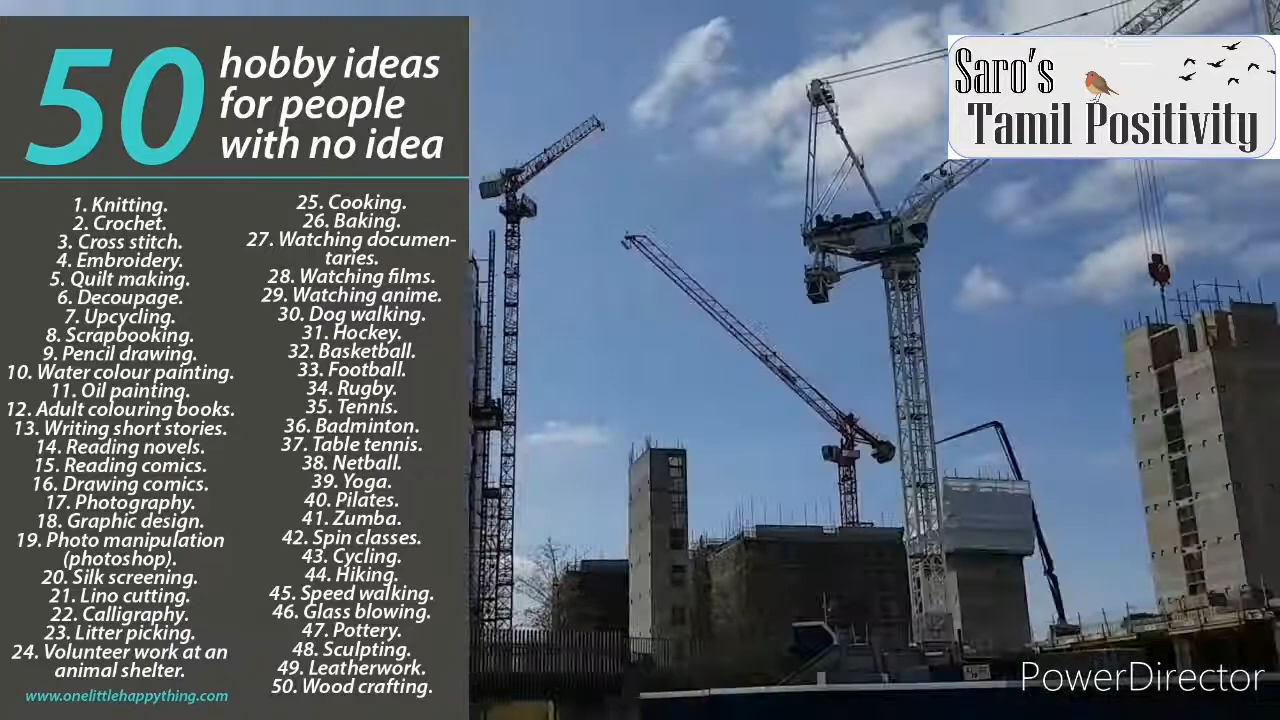 50
hobby ideas
for people
with no idea
1. Knitting.
2. Crochet.
3. Cross stitch.
4. Embroidery.
5. Quilt making.
6. Decoupage.
7. Upcycling.
8. Scrapbooking.
9. Pencil drawing.
10. Water colour painting.
11. Oil painting.
12. Adult colouring books.
13. Writing short stories.
14. Reading novels.
15. Reading comics.
16. Drawing comics.
17. Photography.
18. Graphic design.
19. Photo manipulation
(photoshop).
20. Silk screening.
21. Lino cutting.
22. Calligraphy.
23. Litter picking.
24. Volunteer work at an
animal shelter.
www.onelittlehappything.com
25. Cooking.
26. Baking.
27. Watching documen-
taries.
28. Watching films.
29. Watching anime.
30. Dog walking.
31. Hockey.
32. Basketball.
33. Football.
34. Rugby.
35. Tennis.
36. Badminton.
37. Table tennis.
38. Netball.
39. Yoga.
40. Pilates.
41. Zumba.
42. Spin classes.
43. Cycling.
44. Hiking.
45. Speed walking.
46. Glass blowing.
47. Pottery.
48. Sculpting.
49. Leatherwork.
50. Wood crafting.
Saro's
Tamil Positivity
PowerDirector